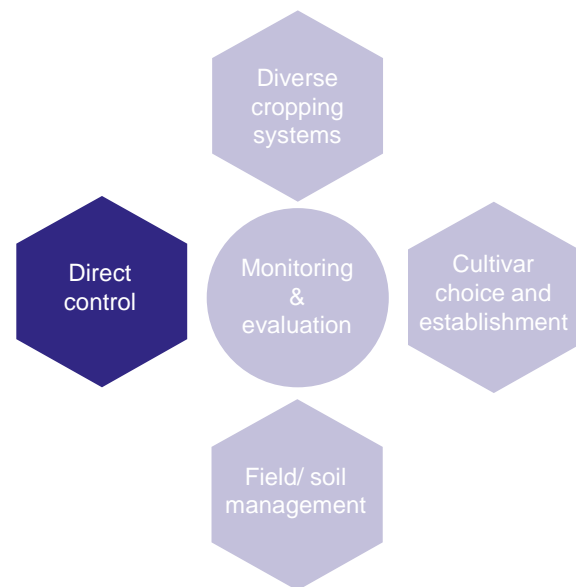 Diverse
cropping
systems
Direct
control
Monitoring
&
evaluation
Cultivar
choice and
establishment
Field/ soil
management